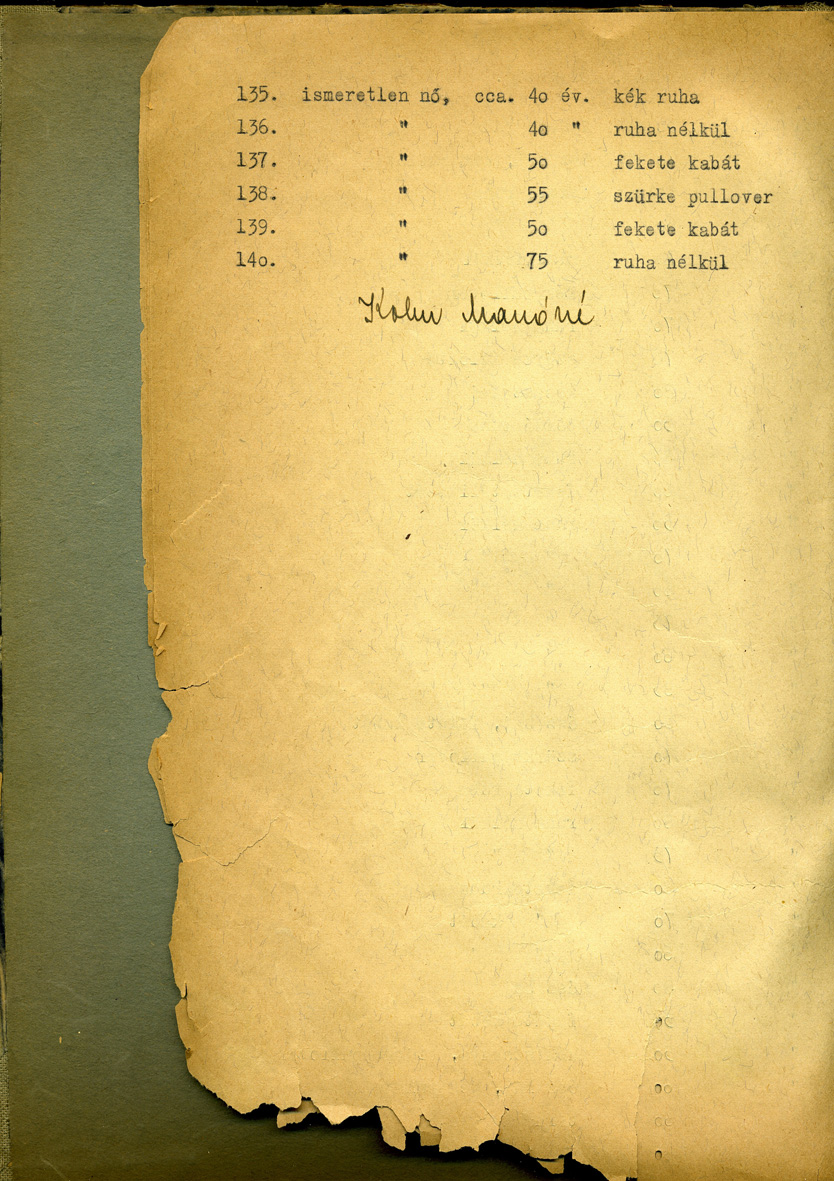 135. ismeretlen nő, cca. 4o év. kék ruha
136. " 4o " ruha nélkül
137. " 5o fekete kabát
138. " 55 szürke pullover
139. " 5o fekete kabát
14o. " 75 ruha nélkül
Kohn Manóné